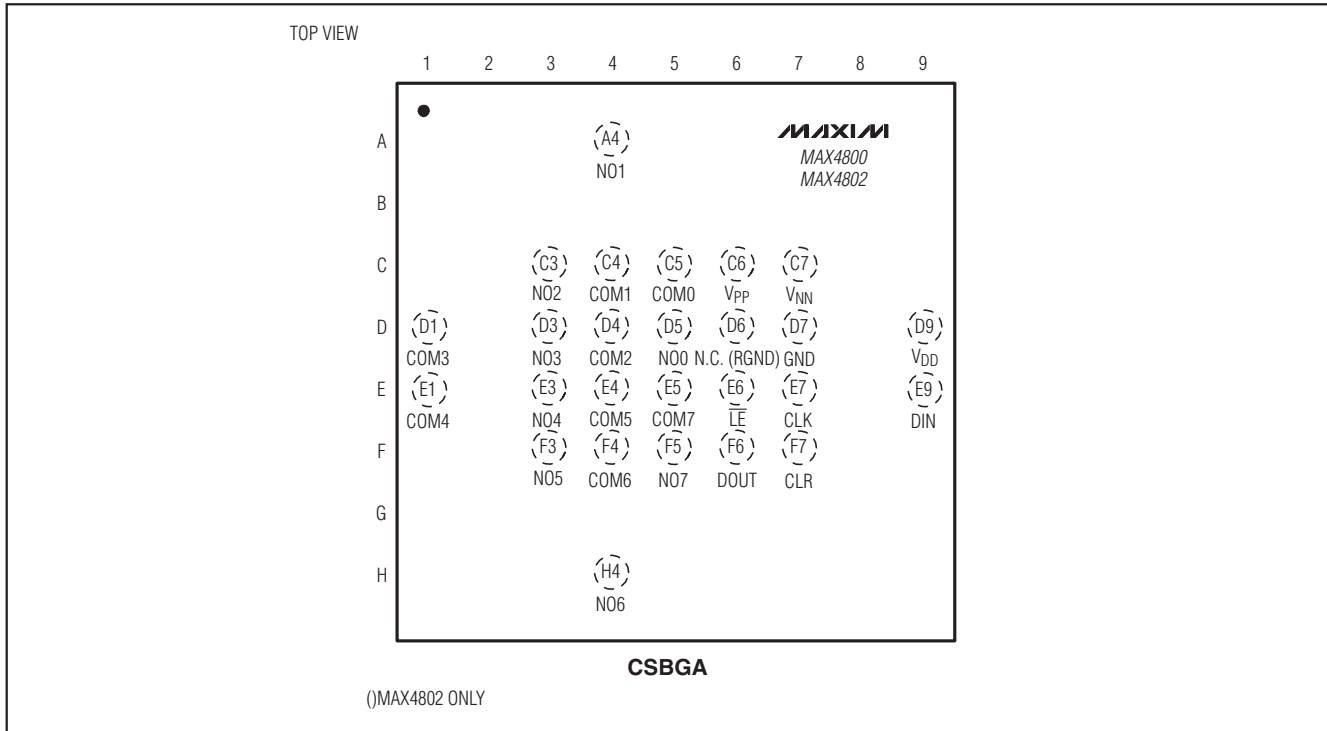 TOP VIEW
1 2 3 4 5 6 7 8 9
A A4 MAXIM
NO1 MAX4800
MAX4802
B
C C3 C4 C5 C6 C7
NO2 COM1 COM0 VPP VNN
D D1 D3 D4 D5 D6 D7 D9
COM3 NO3 COM2 NO0 N.C. (RGND) GND VDD
E E1 E3 E4 E5 E6 E7 E9
COM4 NO4 COM5 COM7 L̅E̅ CLK DIN
F F3 F4 F5 F6 F7
NO5 COM6 NO7 DOUT CLR
G
H H4
NO6
CSBGA
()MAX4802 ONLY